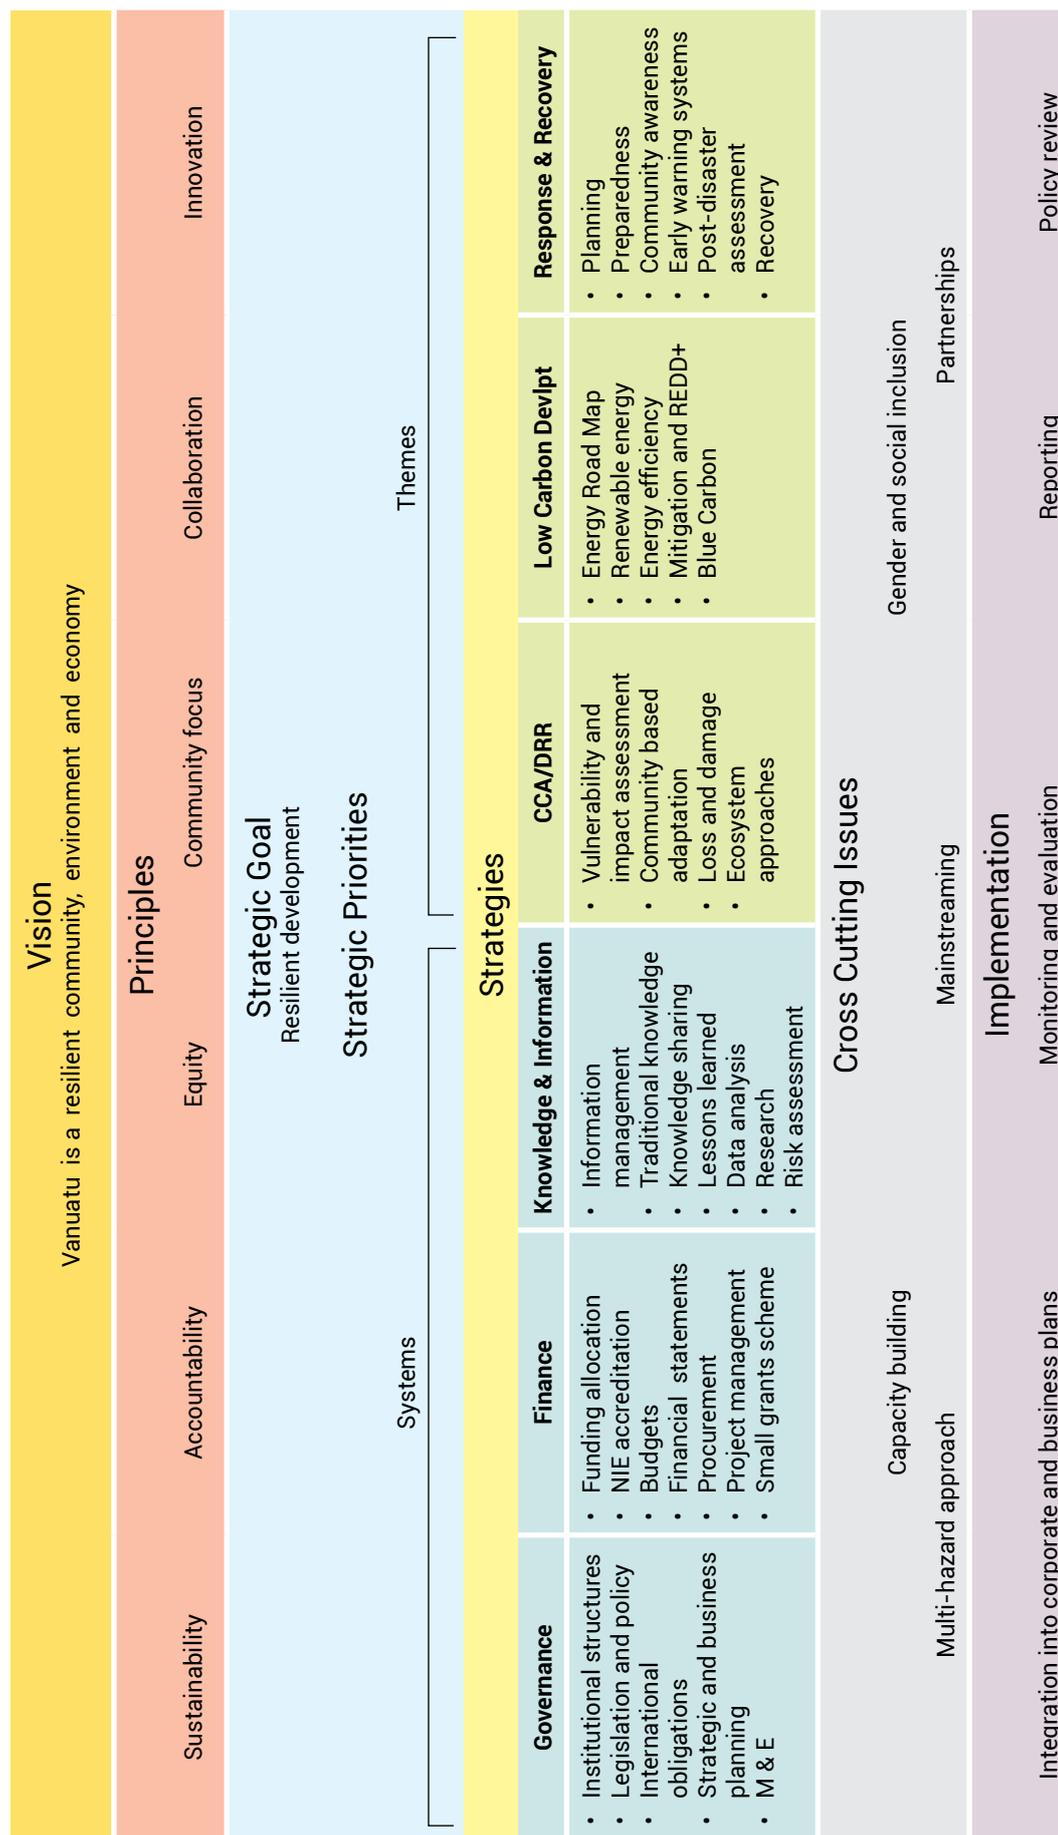 Vision
Vanuatu is a resilient community, environment and economy
Principles
Sustainability
Accountability
Equity
Community focus
Collaboration
Innovation
Strategic Goal
Resilient development
Strategic Priorities
Systems
Themes
Strategies
Governance
• Institutional structures
• Legislation and policy
• International
obligations
• Strategic and business
planning
• M & E
Finance
• Funding allocation
• NIE accreditation
• Budgets
• Financial statements
• Procurement
• Project management
• Small grants scheme
Knowledge & Information
• Information
management
• Traditional knowledge
• Knowledge sharing
• Lessons learned
• Data analysis
• Research
• Risk assessment
CCA/DRR
• Vulnerability and
impact assessment
• Community based
adaptation
• Loss and damage
• Ecosystem
approaches
Low Carbon Devlpt
• Energy Road Map
• Renewable energy
• Energy efficiency
• Mitigation and REDD+
• Blue Carbon
Response & Recovery
• Planning
• Preparedness
• Community awareness
• Early warning systems
• Post-disaster
assessment
• Recovery
Cross Cutting Issues
Capacity building
Gender and social inclusion
Multi-hazard approach
Mainstreaming
Partnerships
Implementation
Integration into corporate and business plans
Monitoring and evaluation
Reporting
Policy review